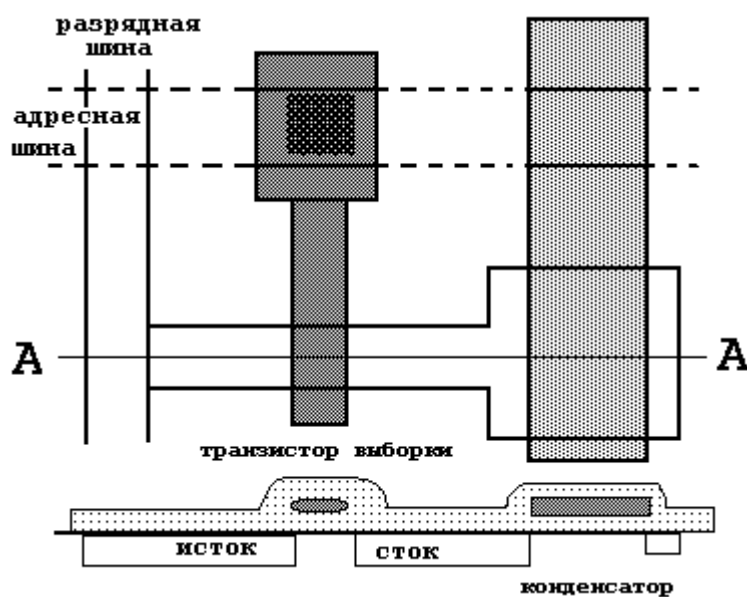 разрядная
шина
адресная
шина
А А
транзистор выборки
исток сток
конденсатор